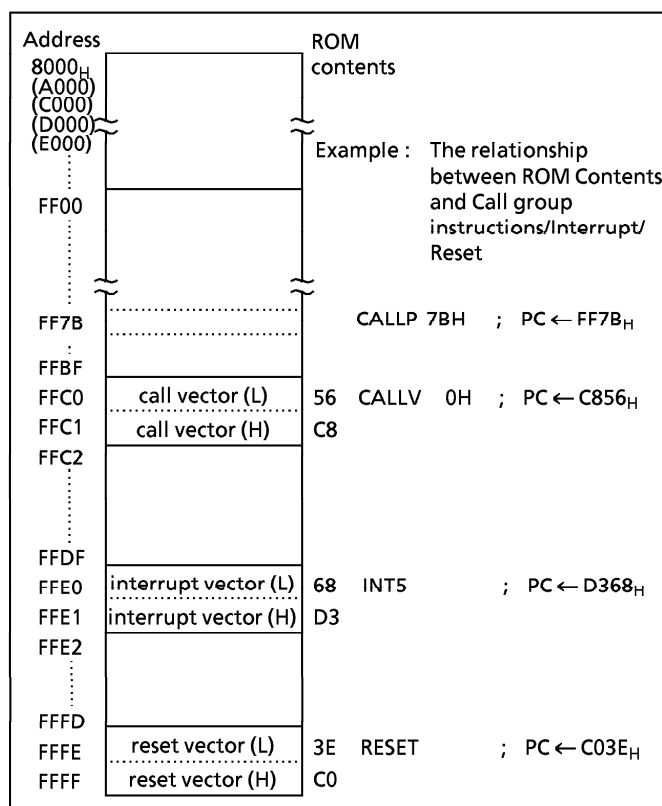 Address ROM
8000H contents
(A000)
(C000)
(D000)
(E000) Example : The relationship
between ROM Contents
and Call group
FF00 instructions/Interrupt/
Reset
FF7B CALLP 7BH ; PC ← FF7BH
FFBF
FFC0 call vector (L) 56 CALLV 0H ; PC ← C856H
FFC1 call vector (H) C8
FFC2
FFDF
FFE0 interrupt vector (L) 68 INT5 ; PC ← D368H
FFE1 interrupt vector (H) D3
FFE2
FFFD
FFFE reset vector (L) 3E RESET ; PC ← C03EH
FFFF reset vector (H) C0